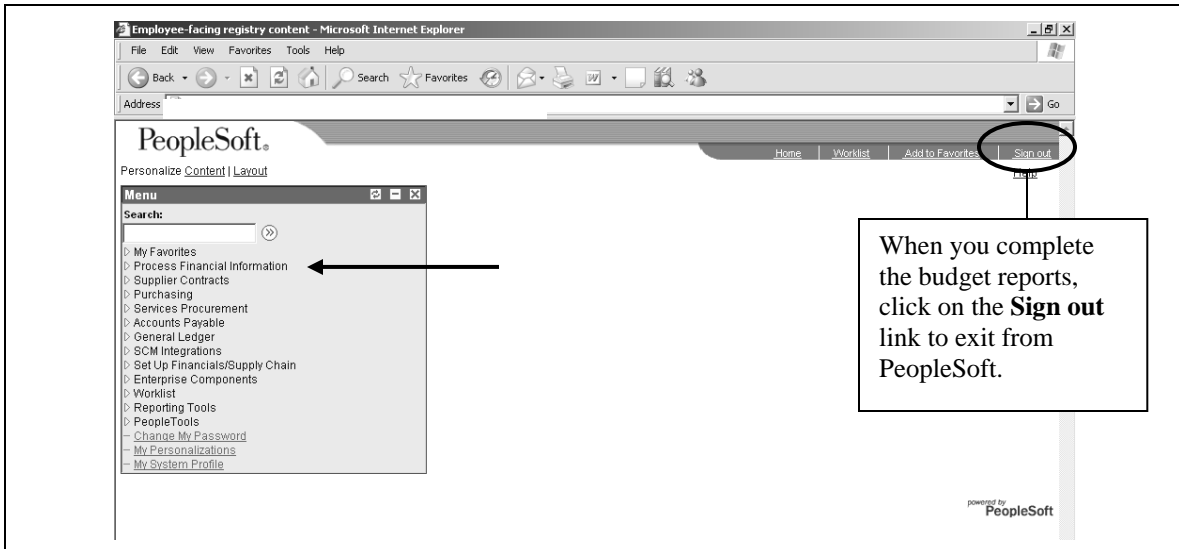 Employee-facing registry content - Microsoft Internet Explorer
File Edit View Favorites Tools Help
Back Search Favorites
Address Go
PeopleSoft®
Home Worklist Add to Favorites Sign out
Personalize Content | Layout
Help
Menu
Search:
My Favorites
Process Financial Information
Supplier Contracts
Purchasing
Services Procurement
Accounts Payable
General Ledger
SCM Integrations
Set Up Financials/Supply Chain
Enterprise Components
Worklist
Reporting Tools
PeopleTools
Change My Password
My Personalizations
My System Profile
When you complete
the budget reports,
click on the Sign out
link to exit from
PeopleSoft.
powered by
PeopleSoft